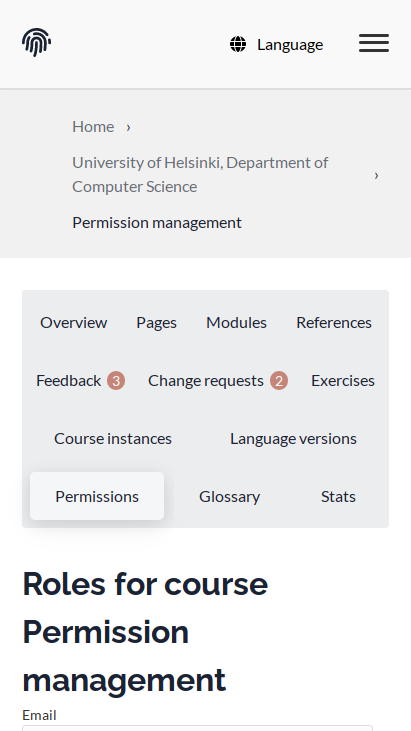 Language
Home ›
University of Helsinki, Department of
Computer Science ›
Permission management
Overview Pages Modules References
Feedback 3 Change requests 2 Exercises
Course instances Language versions
Permissions Glossary Stats
Roles for course
Permission
management
Email